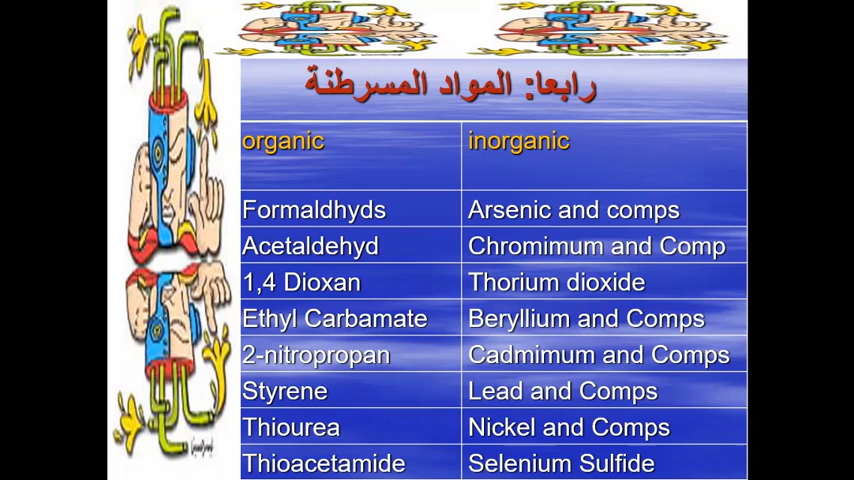 رابعا: المواد المسرطنة
organic inorganic
Formaldhyds Arsenic and comps
Acetaldehyd Chromimum and Comp
1,4 Dioxan Thorium dioxide
Ethyl Carbamate Beryllium and Comps
2-nitropropan Cadmimum and Comps
Styrene Lead and Comps
Thiourea Nickel and Comps
Thioacetamide Selenium Sulfide